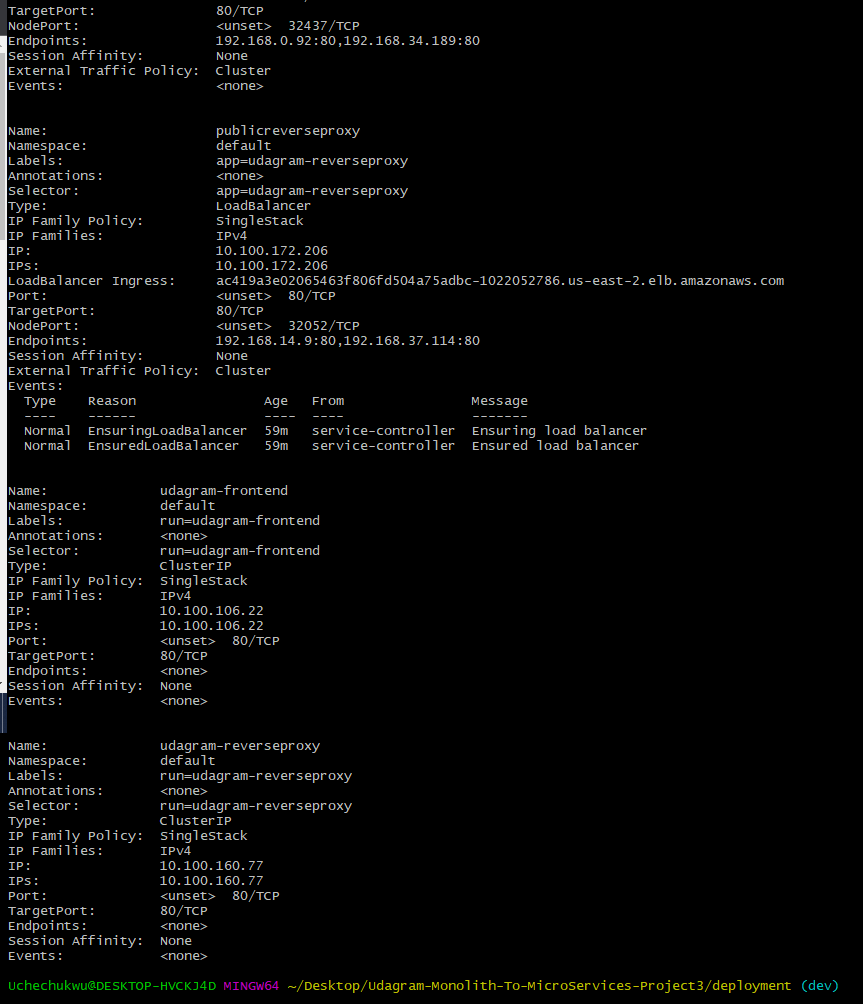 TargetPort:               80/TCP
NodePort:                 <unset>  32437/TCP
Endpoints:                192.168.0.92:80,192.168.34.189:80
Session Affinity:         None
External Traffic Policy:  Cluster
Events:                   <none>
Name:                     publicreverseproxy
Namespace:                default
Labels:                   app=udagram-reverseproxy
Annotations:              <none>
Selector:                 app=udagram-reverseproxy
Type:                     LoadBalancer
IP Family Policy:         SingleStack
IP Families:              IPv4
IP:                       10.100.172.206
IPs:                      10.100.172.206
LoadBalancer Ingress:     ac419a3e02065463f806fd504a75adbc-1022052786.us-east-2.elb.amazonaws.com
Port:                     <unset>  80/TCP
TargetPort:               80/TCP
NodePort:                 <unset>  32052/TCP
Endpoints:                192.168.14.9:80,192.168.37.114:80
Session Affinity:         None
External Traffic Policy:  Cluster
Events:
  Type    Reason                Age   From                Message
  ----    ------                ----  ----                -------
  Normal  EnsuringLoadBalancer  59m   service-controller  Ensuring load balancer
  Normal  EnsuredLoadBalancer   59m   service-controller  Ensured load balancer
Name:              udagram-frontend
Namespace:         default
Labels:            run=udagram-frontend
Annotations:       <none>
Selector:          run=udagram-frontend
Type:              ClusterIP
IP Family Policy:  SingleStack
IP Families:       IPv4
IP:                10.100.106.22
IPs:               10.100.106.22
Port:              <unset>  80/TCP
TargetPort:        80/TCP
Endpoints:         <none>
Session Affinity:  None
Events:            <none>
Name:              udagram-reverseproxy
Namespace:         default
Labels:            run=udagram-reverseproxy
Annotations:       <none>
Selector:          run=udagram-reverseproxy
Type:              ClusterIP
IP Family Policy:  SingleStack
IP Families:       IPv4
IP:                10.100.160.77
IPs:               10.100.160.77
Port:              <unset>  80/TCP
TargetPort:        80/TCP
Endpoints:         <none>
Session Affinity:  None
Events:            <none>
Uchechukwu@DESKTOP-HVCKJ4D MINGW64 ~/Desktop/Udagram-Monolith-To-MicroServices-Project3/deployment (dev)